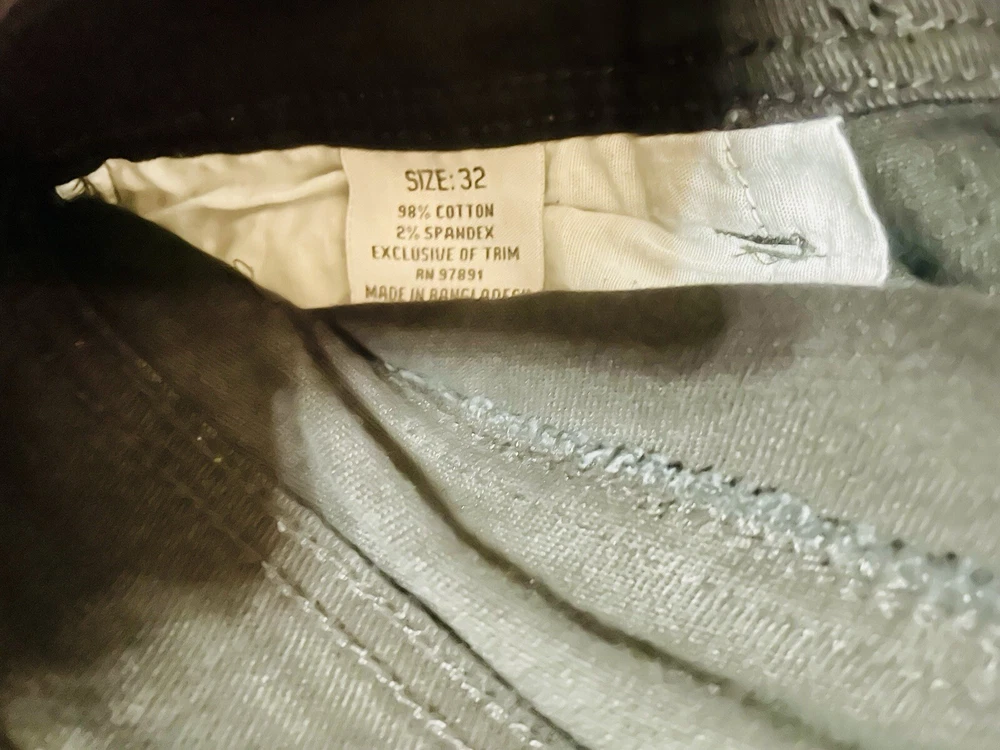 SIZE: 32
98% COTTON
2% SPANDEX
EXCLUSIVE OF TRIM
RN 97891
MADE IN BANGLADESH